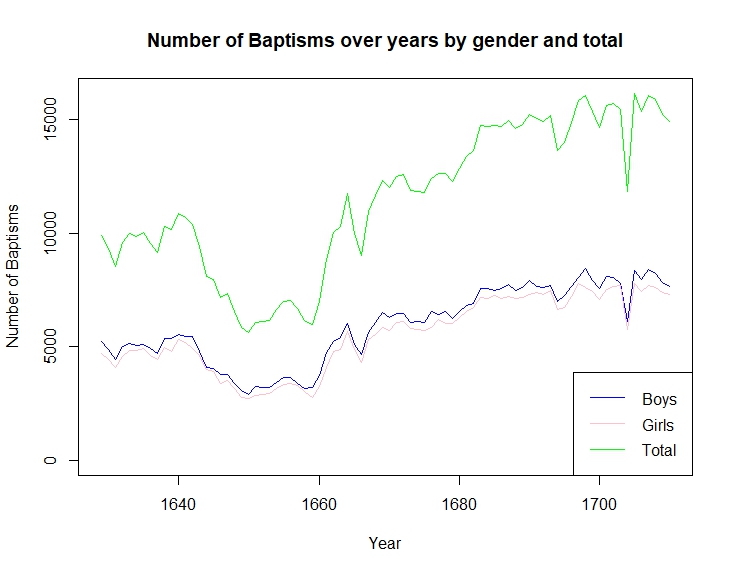 Number of Baptisms over years by gender and total
Number of Baptisms
15000
10000
5000
0
Boys
Girls
Total
1640
1660
1680
1700
Year